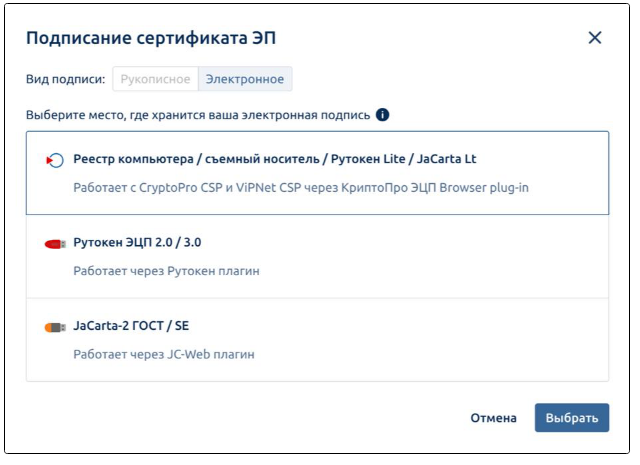 Подписание сертификата ЭП
Вид подписи: Рукописное Электронное
Выберите место, где хранится ваша электронная подпись i
Реестр компьютера / съемный носитель / Рутокен Lite / JaCarta Lt
Работает с CryptoPro CSP и ViPNet CSP через КриптоПро ЭЦП Browser plug-in
Рутокен ЭЦП 2.0 / 3.0
Работает через Рутокен плагин
JaCarta-2 ГОСТ / SE
Работает через JC-Web плагин
Отмена Выбрать